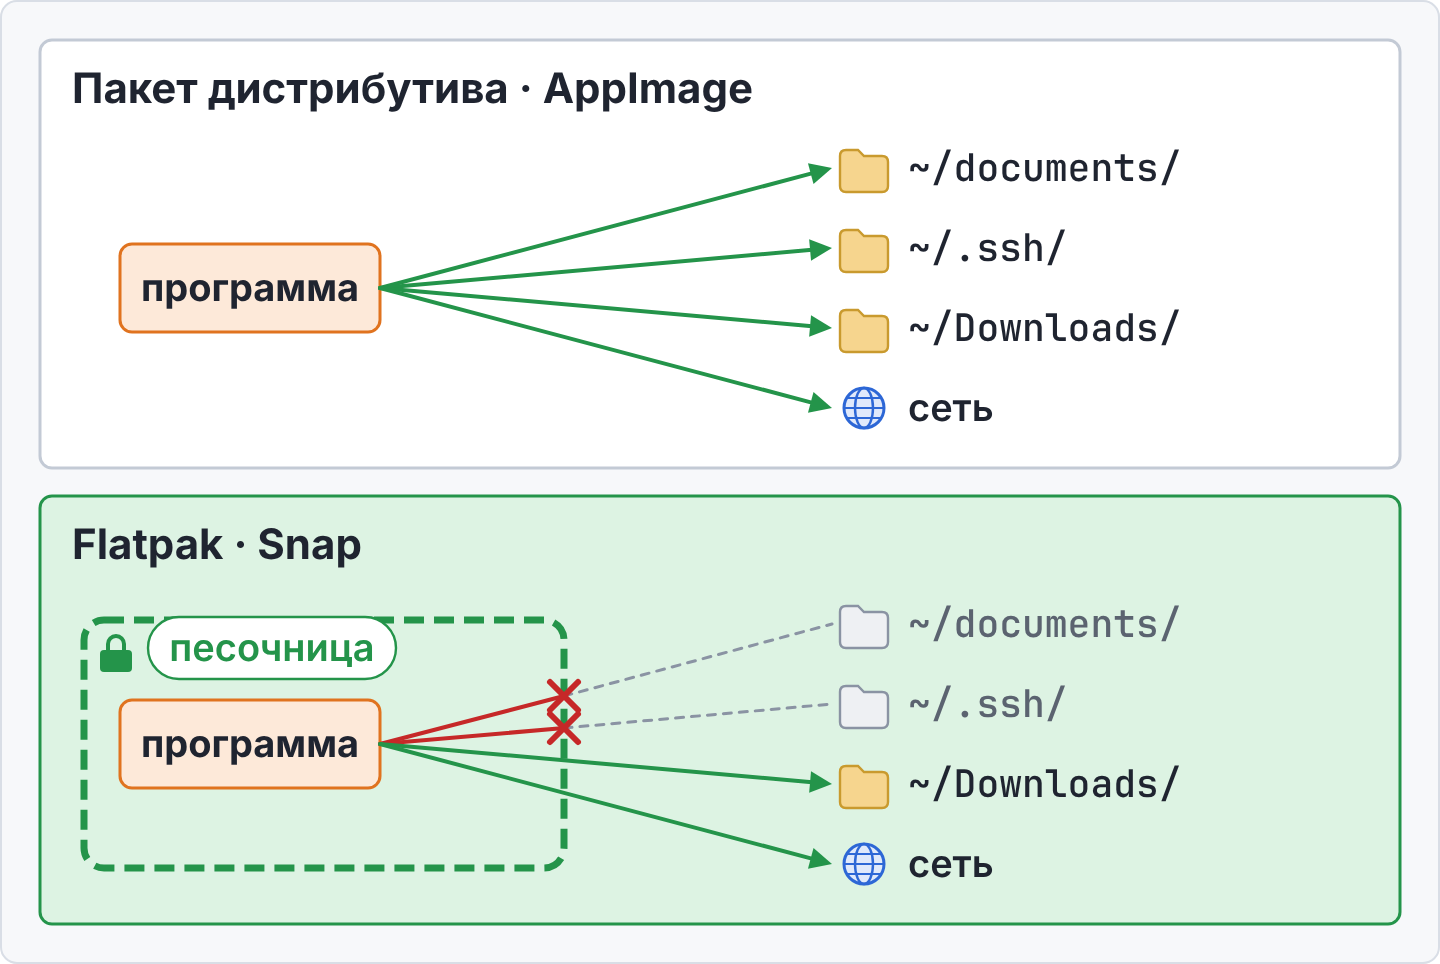 Пакет дистрибутива · AppImage
~/documents/
~/.ssh/
программа
~/Downloads/
сеть
Flatpak · Snap
песочница
~/documents/
~/.ssh/
программа
~/Downloads/
сеть